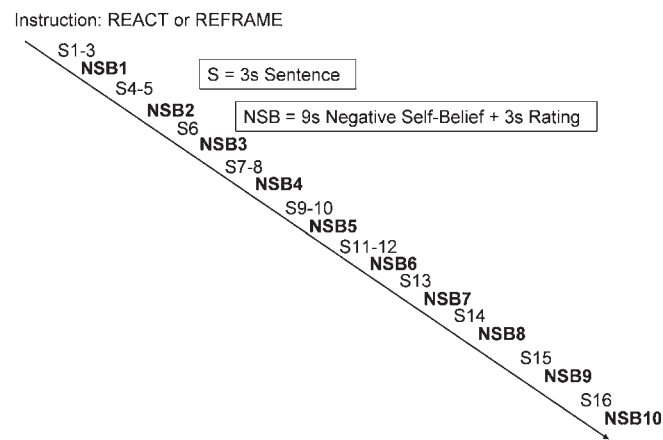 Instruction: REACT or REFRAME
S1-3
NSB1
S = 3s Sentence
S4-5
NSB2
NSB = 9s Negative Self-Belief + 3s Rating
S6
NSB3
S7-8
NSB4
S9-10
NSB5
S11-12
NSB6
S13
NSB7
S14
NSB8
S15
NSB9
S16
NSB10